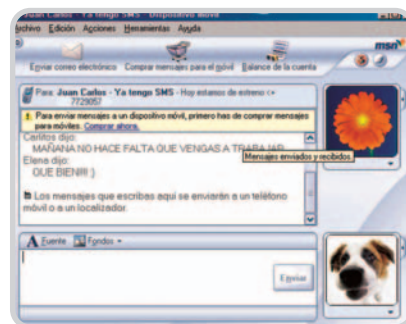 Juan Carlos - Ya tengo SMS - Dispositivo móvil
Archivo Edición Acciones Herramientas Ayuda
msn
Enviar correo electrónico Comprar mensajes para el móvil Balance de la cuenta
Para: Juan Carlos - Ya tengo SMS - Hoy estamos de estreno
7729057
Para enviar mensajes a un dispositivo móvil, primero has de comprar mensajes
para móviles. Comprar ahora.
Carlitos dijo:
MAÑANA NO HACE FALTA QUE VENGAS A TRABAJAR
Mensajes enviados y recibidos.
Elena dijo:
QUE BIEN!!! :)
Los mensajes que escribas aquí se enviarán a un teléfono
móvil o a un localizador.
A Fuente Fondos
Enviar